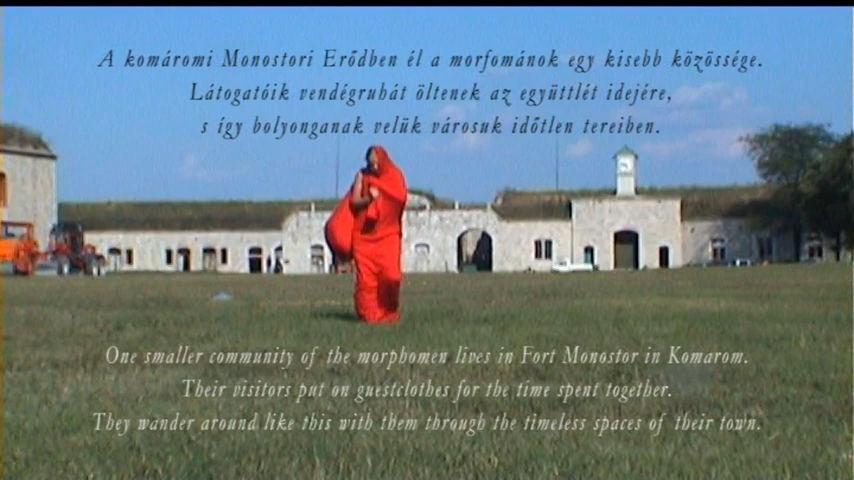 A komáromi Monostori Erődben él a morfománok egy kisebb közössége.
Látogatóik vendégruhát öltenek az együttlét idejére,
s így bolyonganak velük városuk időtlen tereiben.
One smaller community of the morphomen lives in Fort Monostor in Komarom.
Their visitors put on guestclothes for the time spent together.
They wander around like this with them through the timeless spaces of their town.